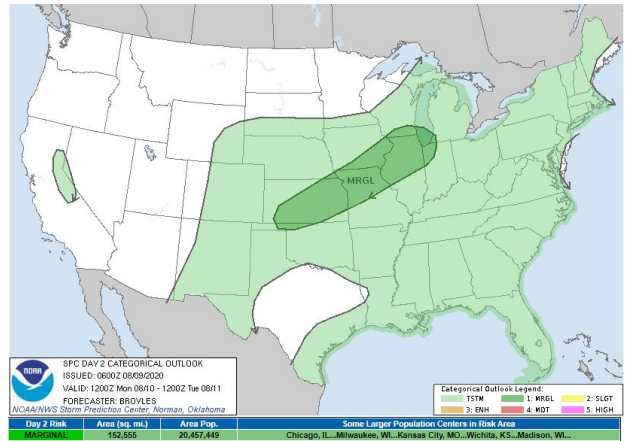 MRGL
SPC DAY 2 CATEGORICAL OUTLOOK
ISSUED: 0600Z 08/09/2020
VALID: 1200Z Mon 08/10 - 1200Z Tue 08/11
FORECASTER: BROYLES
NOAA/NWS Storm Prediction Center, Norman, Oklahoma
NOAA
Categorical Outlook Legend:
TSTM 1: MRGL 2: SLGT
3: ENH 4: MDT 5: HIGH
Day 2 Risk Area (sq. mi.) Area Pop. Some Larger Population Centers in Risk Area
MARGINAL 152,555 20,457,449 Chicago, IL...Milwaukee, WI...Kansas City, MO...Wichita, KS...Madison, WI...